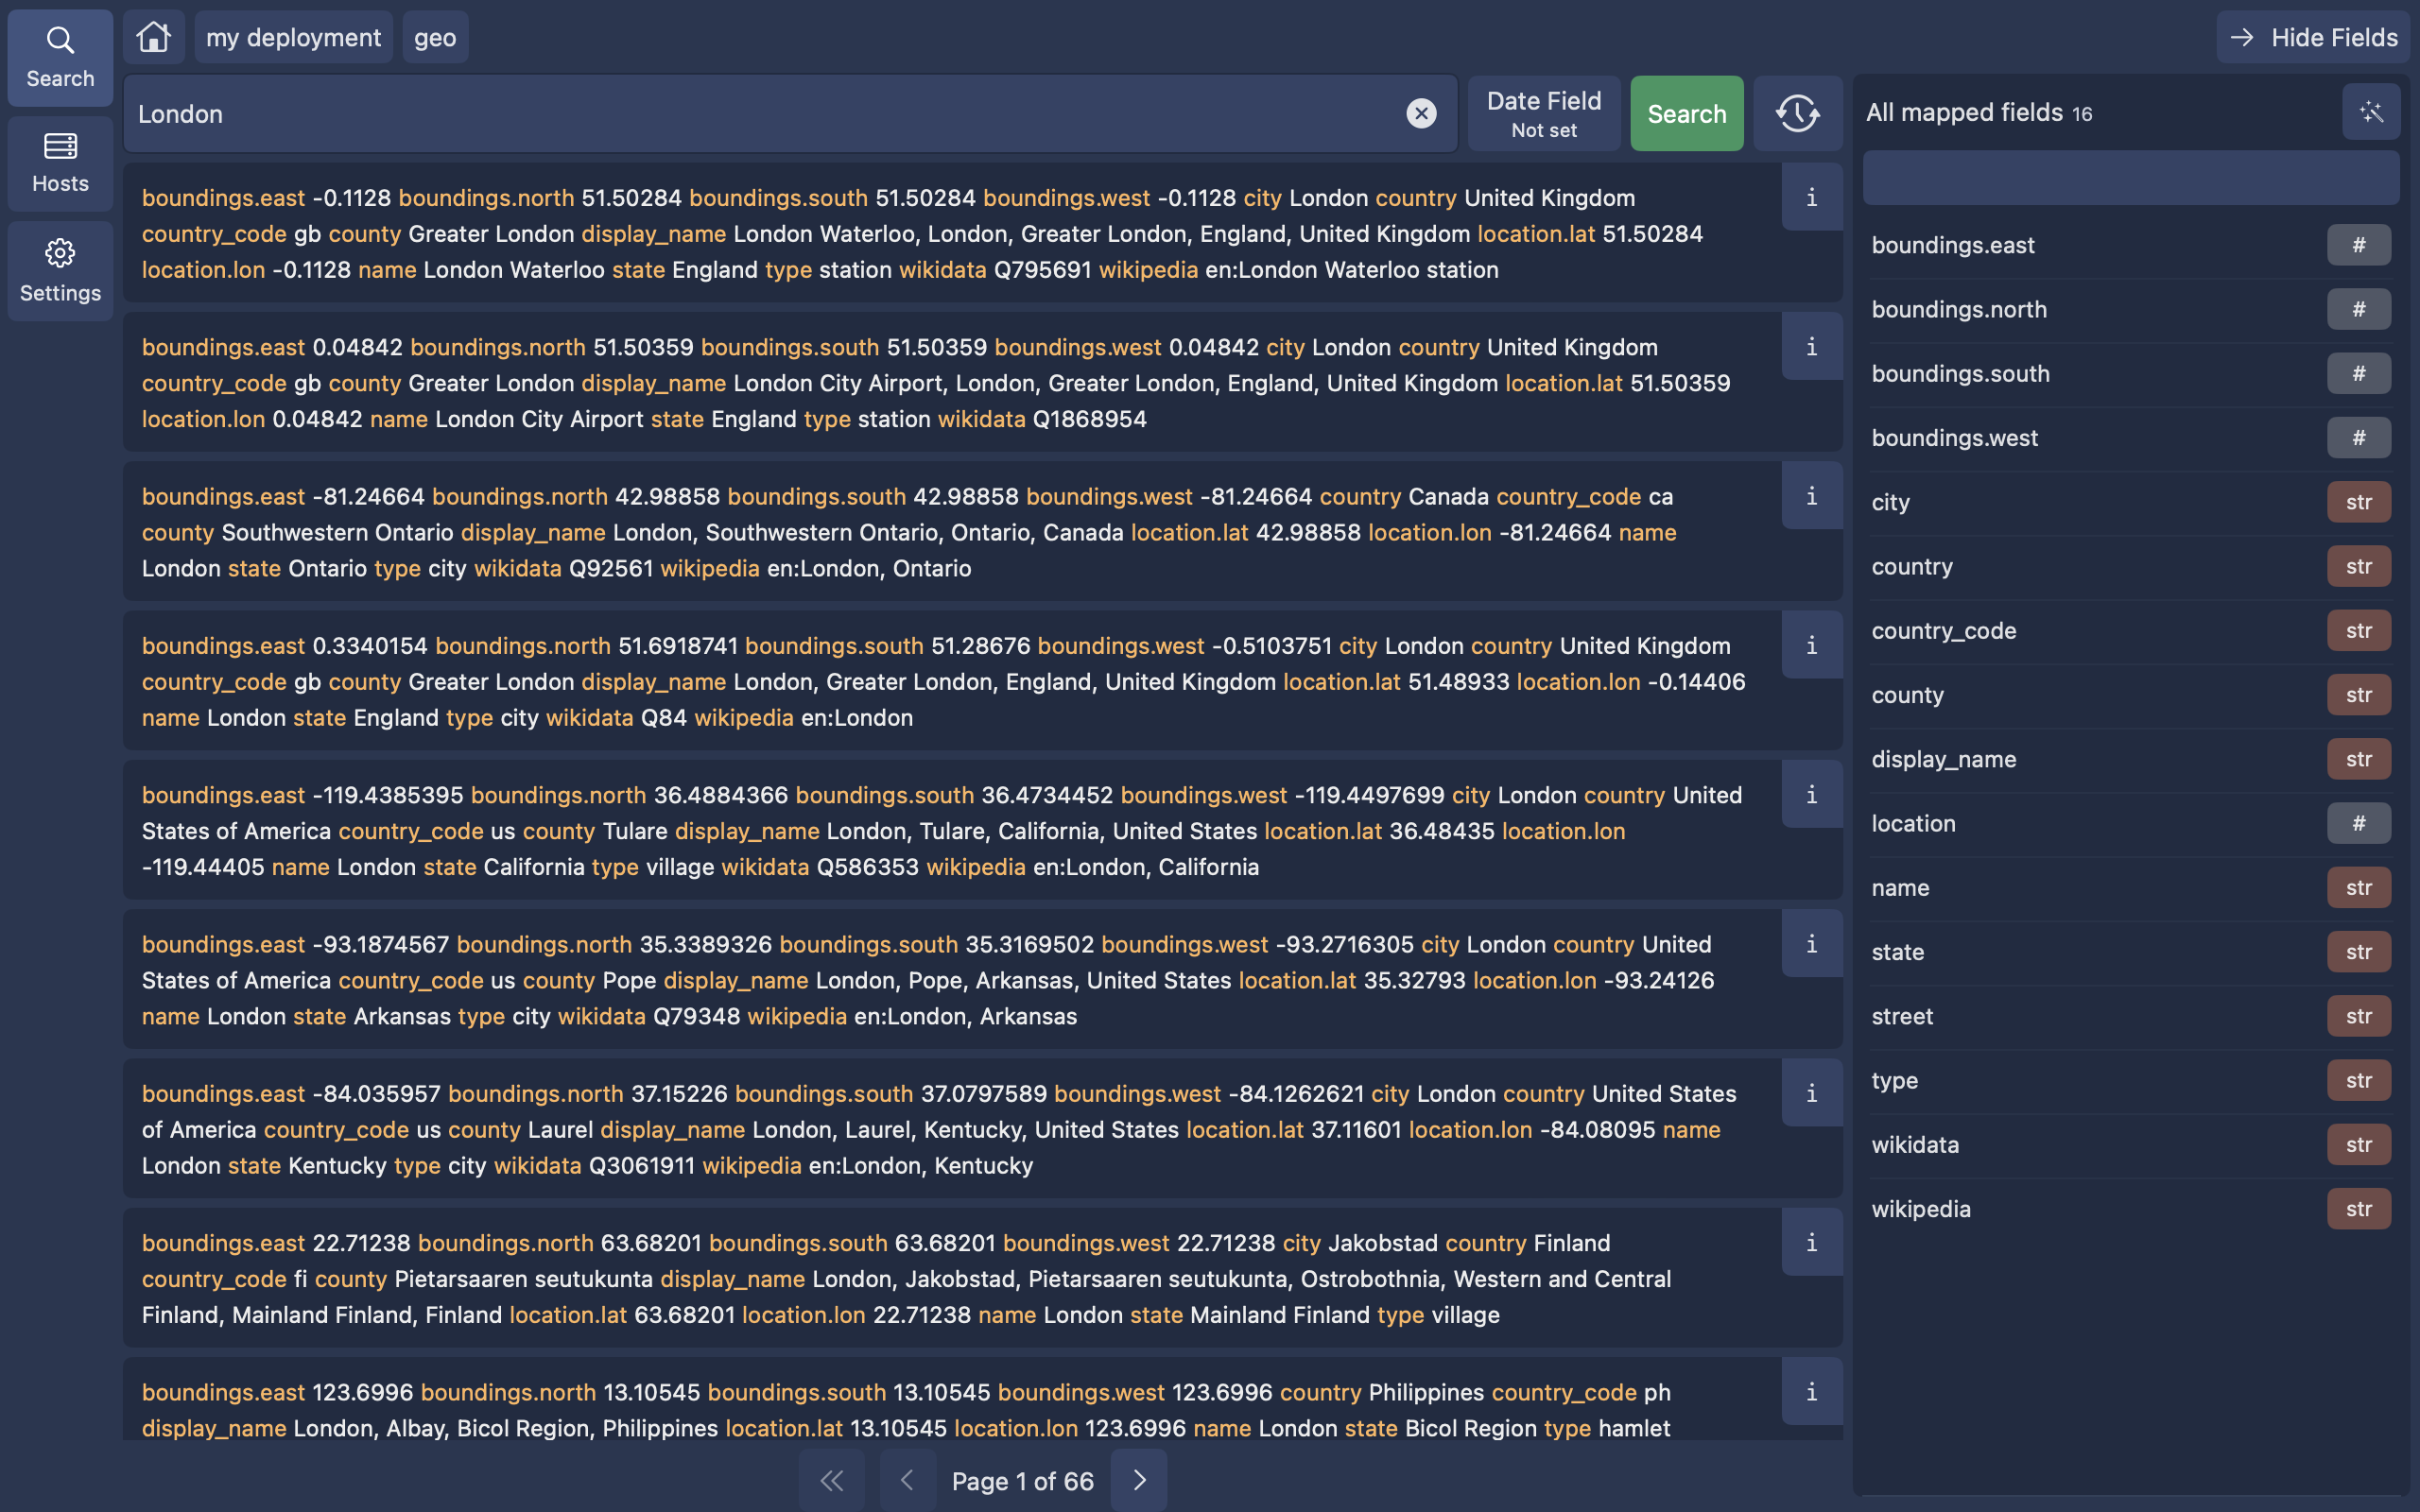 Search
Hosts
Settings
my deployment
geo
Hide Fields
London
Date Field
Not set
Search
boundings.east -0.1128 boundings.north 51.50284 boundings.south 51.50284 boundings.west -0.1128 city London country United Kingdom
country_code gb county Greater London display_name London Waterloo, London, Greater London, England, United Kingdom location.lat 51.50284
location.lon -0.1128 name London Waterloo state England type station wikidata Q795691 wikipedia en:London Waterloo station
i
boundings.east 0.04842 boundings.north 51.50359 boundings.south 51.50359 boundings.west 0.04842 city London country United Kingdom
country_code gb county Greater London display_name London City Airport, London, Greater London, England, United Kingdom location.lat 51.50359
location.lon 0.04842 name London City Airport state England type station wikidata Q1868954
i
boundings.east -81.24664 boundings.north 42.98858 boundings.south 42.98858 boundings.west -81.24664 country Canada country_code ca
county Southwestern Ontario display_name London, Southwestern Ontario, Ontario, Canada location.lat 42.98858 location.lon -81.24664 name
London state Ontario type city wikidata Q92561 wikipedia en:London, Ontario
i
boundings.east 0.3340154 boundings.north 51.6918741 boundings.south 51.28676 boundings.west -0.5103751 city London country United Kingdom
country_code gb county Greater London display_name London, Greater London, England, United Kingdom location.lat 51.48933 location.lon -0.14406
name London state England type city wikidata Q84 wikipedia en:London
i
boundings.east -119.4385395 boundings.north 36.4884366 boundings.south 36.4734452 boundings.west -119.4497699 city London country United
States of America country_code us county Tulare display_name London, Tulare, California, United States location.lat 36.48435 location.lon
-119.44405 name London state California type village wikidata Q586353 wikipedia en:London, California
i
boundings.east -93.1874567 boundings.north 35.3389326 boundings.south 35.3169502 boundings.west -93.2716305 city London country United
States of America country_code us county Pope display_name London, Pope, Arkansas, United States location.lat 35.32793 location.lon -93.24126
name London state Arkansas type city wikidata Q79348 wikipedia en:London, Arkansas
i
boundings.east -84.035957 boundings.north 37.15226 boundings.south 37.0797589 boundings.west -84.1262621 city London country United States
of America country_code us county Laurel display_name London, Laurel, Kentucky, United States location.lat 37.11601 location.lon -84.08095 name
London state Kentucky type city wikidata Q3061911 wikipedia en:London, Kentucky
i
boundings.east 22.71238 boundings.north 63.68201 boundings.south 63.68201 boundings.west 22.71238 city Jakobstad country Finland
country_code fi county Pietarsaaren seutukunta display_name London, Jakobstad, Pietarsaaren seutukunta, Ostrobothnia, Western and Central
Finland, Mainland Finland, Finland location.lat 63.68201 location.lon 22.71238 name London state Mainland Finland type village
i
boundings.east 123.6996 boundings.north 13.10545 boundings.south 13.10545 boundings.west 123.6996 country Philippines country_code ph
display_name London, Albay, Bicol Region, Philippines location.lat 13.10545 location.lon 123.6996 name London state Bicol Region type hamlet
i
Page 1 of 66
All mapped fields 16
boundings.east #
boundings.north #
boundings.south #
boundings.west #
city str
country str
country_code str
county str
display_name str
location #
name str
state str
street str
type str
wikidata str
wikipedia str